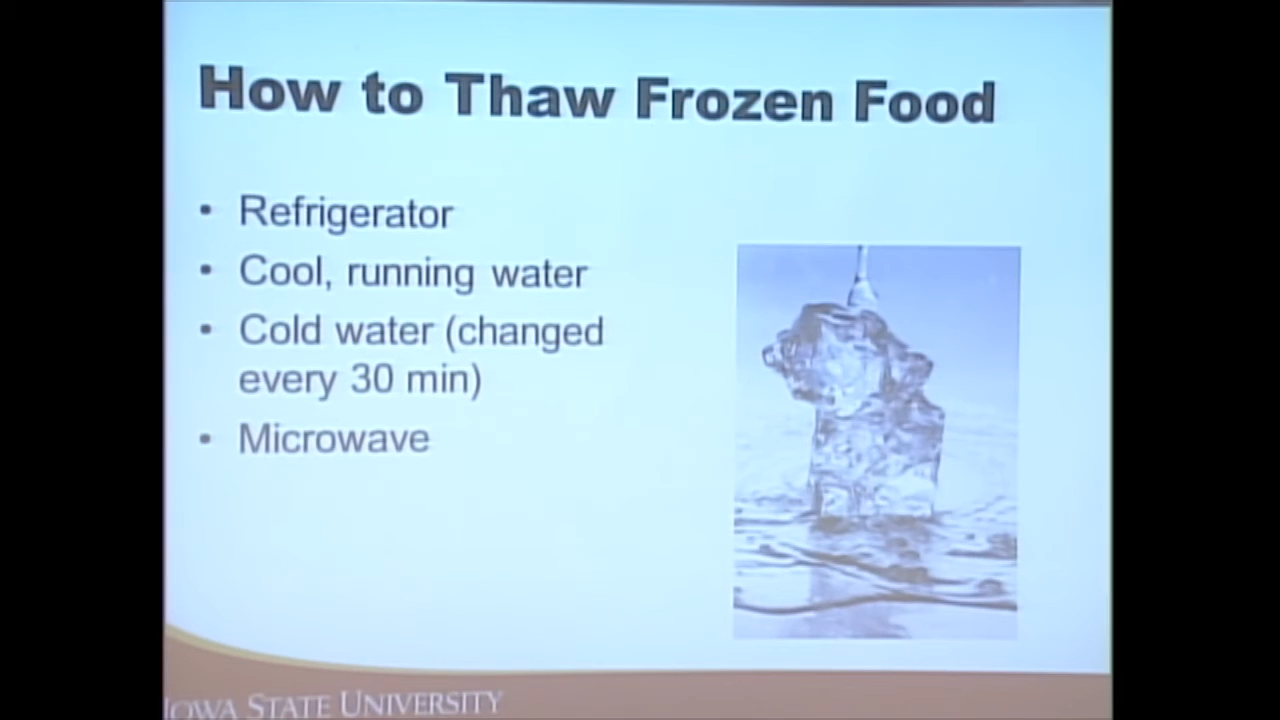 How to Thaw Frozen Food
• Refrigerator
• Cool, running water
• Cold water (changed
every 30 min)
• Microwave
IOWA STATE UNIVERSITY